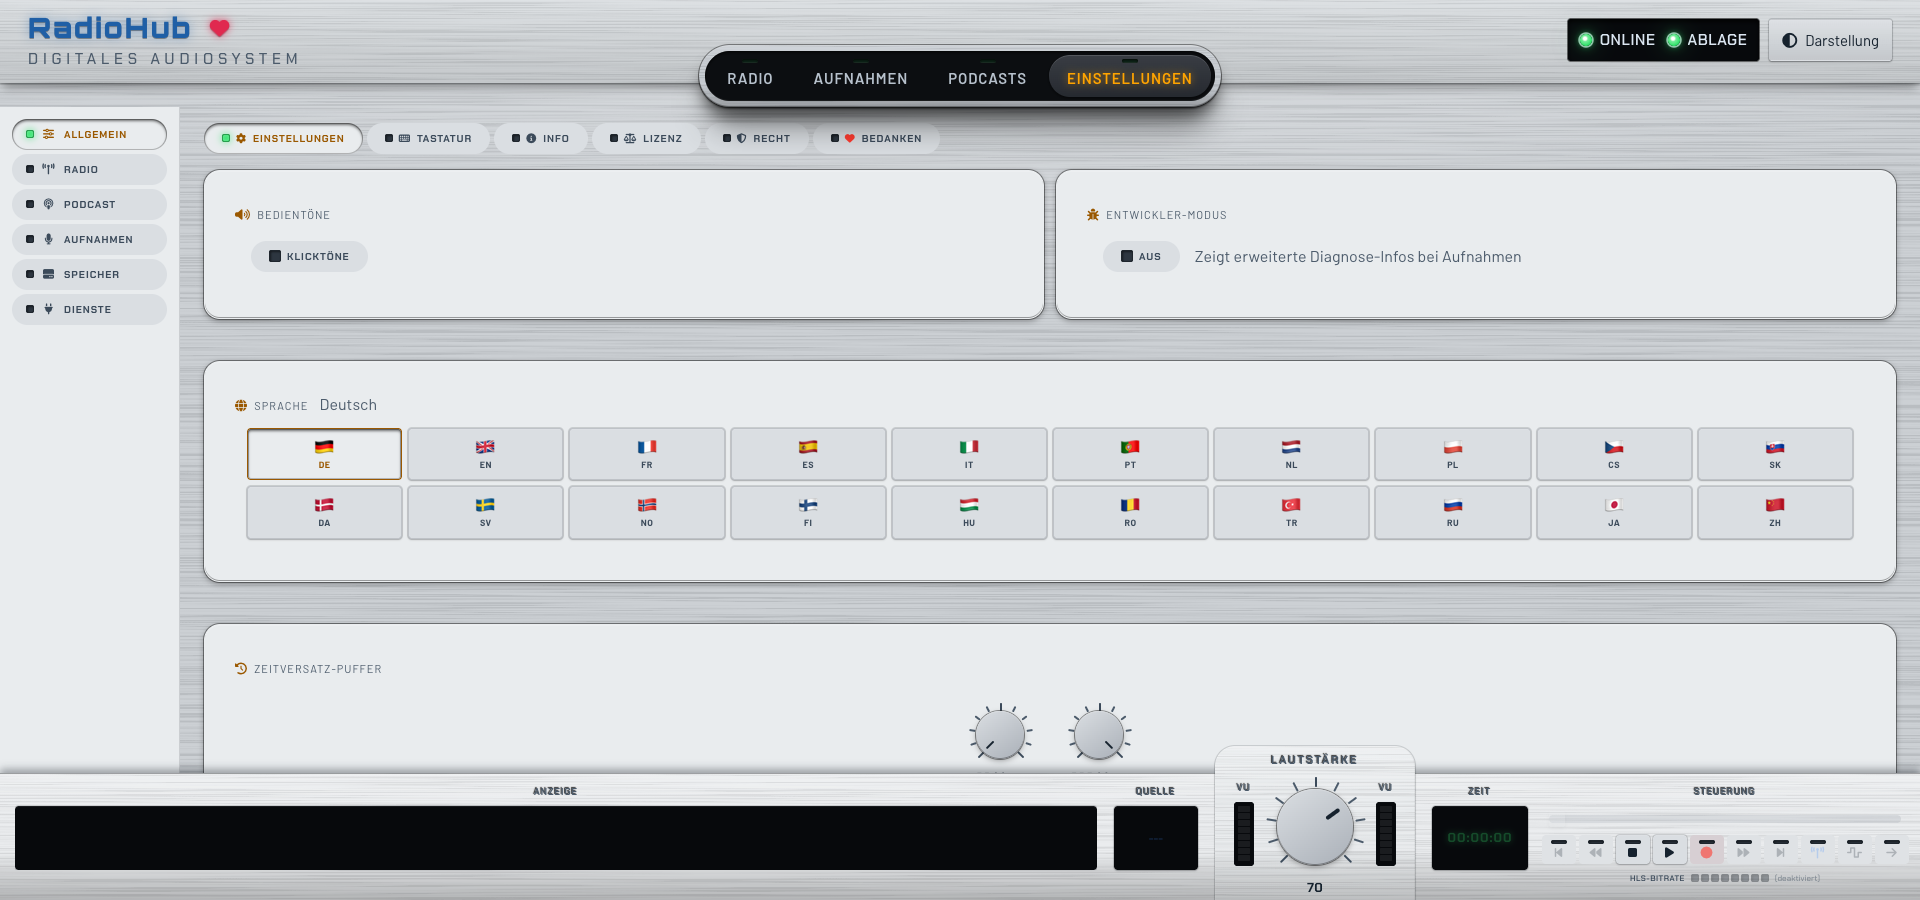 RadioHub
DIGITALES AUDIOSYSTEM
RADIO AUFNAHMEN PODCASTS EINSTELLUNGEN
ONLINE ABLAGE
Darstellung
ALLGEMEIN
RADIO
PODCAST
AUFNAHMEN
SPEICHER
DIENSTE
EINSTELLUNGEN TASTATUR INFO LIZENZ RECHT BEDANKEN
BEDIENTÖNE
KLICKTÖNE
ENTWICKLER-MODUS
AUS Zeigt erweiterte Diagnose-Infos bei Aufnahmen
SPRACHE Deutsch
DE EN FR ES IT PT NL PL CS SK
DA SV NO FI HU RO TR RU JA ZH
ZEITVERSATZ-PUFFER
ANZEIGE
QUELLE
---
LAUTSTÄRKE
VU VU
70
ZEIT
00:00:00
STEUERUNG
HLS-BITRATE (deaktiviert)